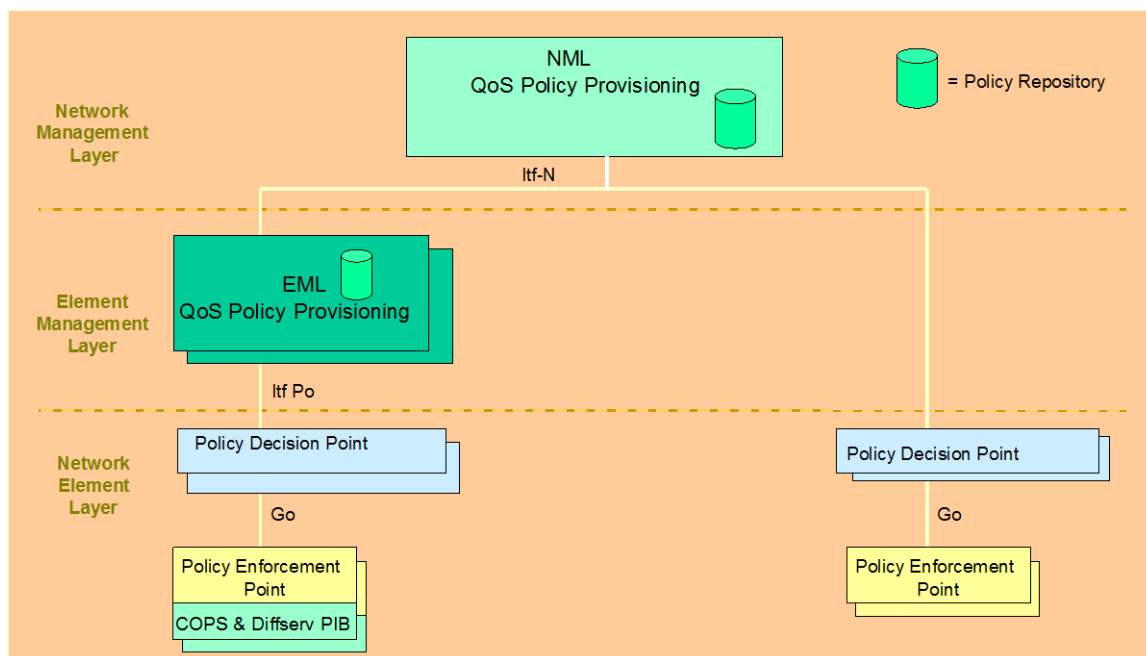 NML
QoS Policy Provisioning
= Policy Repository
Network
Management
Layer
Itf-N
Element
Management
Layer
EML
QoS Policy Provisioning
Itf Po
Network
Element
Layer
Policy Decision Point
Policy Decision Point
Go
Go
Policy Enforcement
Point
COPS & Diffserv PIB
Policy Enforcement
Point